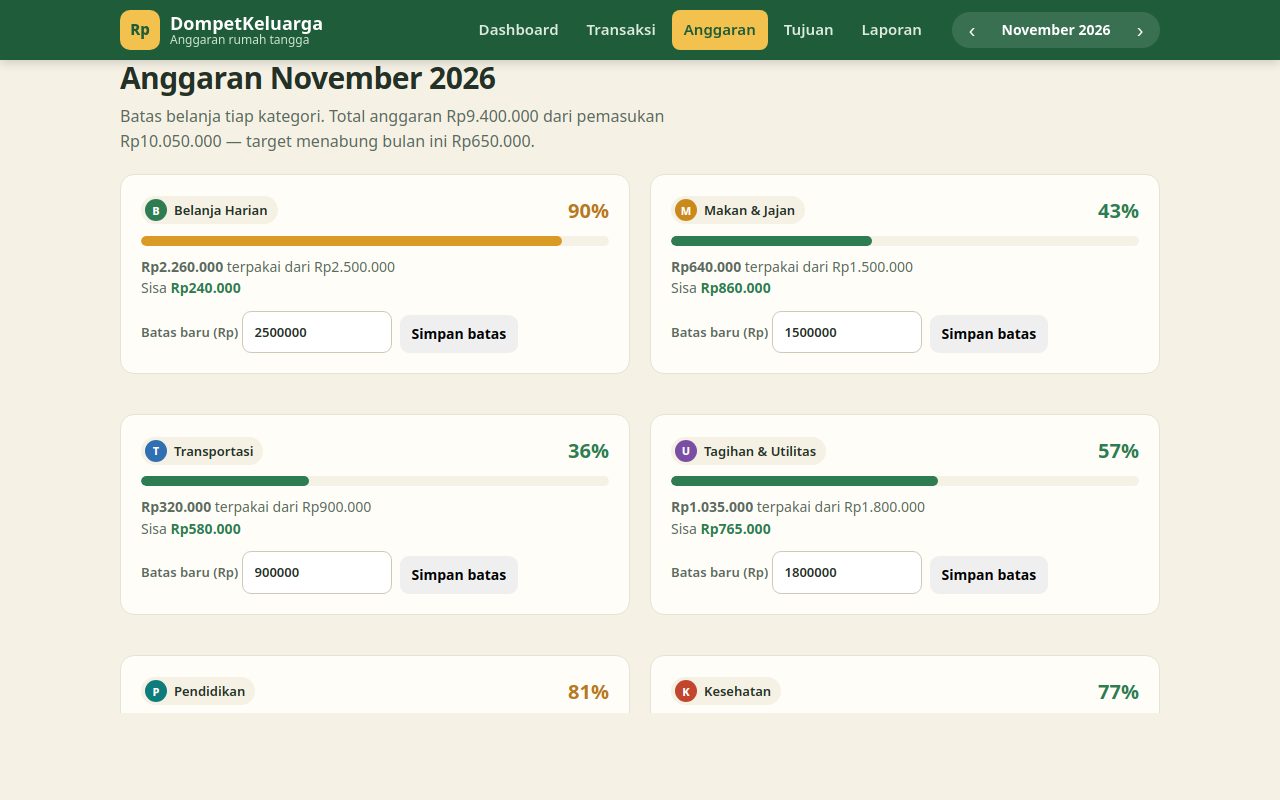 Rp
DompetKeluarga
Anggaran rumah tangga
Dashboard
Transaksi
Anggaran
Tujuan
Laporan
‹
November 2026
›
Anggaran November 2026
Batas belanja tiap kategori. Total anggaran Rp9.400.000 dari pemasukan
Rp10.050.000 — target menabung bulan ini Rp650.000.
B
Belanja Harian
90%
Rp2.260.000 terpakai dari Rp2.500.000
Sisa Rp240.000
Batas baru (Rp)
2500000
Simpan batas
M
Makan & Jajan
43%
Rp640.000 terpakai dari Rp1.500.000
Sisa Rp860.000
Batas baru (Rp)
1500000
Simpan batas
T
Transportasi
36%
Rp320.000 terpakai dari Rp900.000
Sisa Rp580.000
Batas baru (Rp)
900000
Simpan batas
U
Tagihan & Utilitas
57%
Rp1.035.000 terpakai dari Rp1.800.000
Sisa Rp765.000
Batas baru (Rp)
1800000
Simpan batas
P
Pendidikan
81%
K
Kesehatan
77%